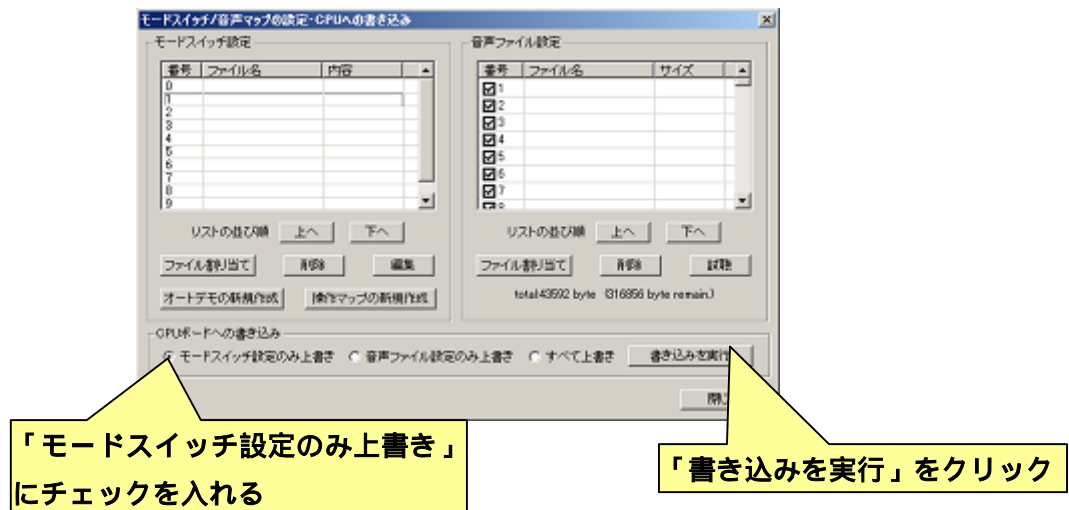 モードスイッチ/音声マップの設定・CPUへの書き込み
モードスイッチ設定
番号 ファイル名 内容
0
1
2
3
4
5
6
7
8
9
リストの並び順 上へ 下へ
ファイル割り当て 削除 編集
オートデモの新規作成 操作マップの新規作成
音声ファイル設定
番号 ファイル名 サイズ
1
2
3
4
5
6
7
8
リストの並び順 上へ 下へ
ファイル割り当て 削除 試聴
total:43592 byte (316856 byte remain.)
CPUボードへの書き込み
モードスイッチ設定のみ上書き 音声ファイル設定のみ上書き すべて上書き 書き込みを実行
「モードスイッチ設定のみ上書き」
にチェックを入れる
「書き込みを実行」をクリック